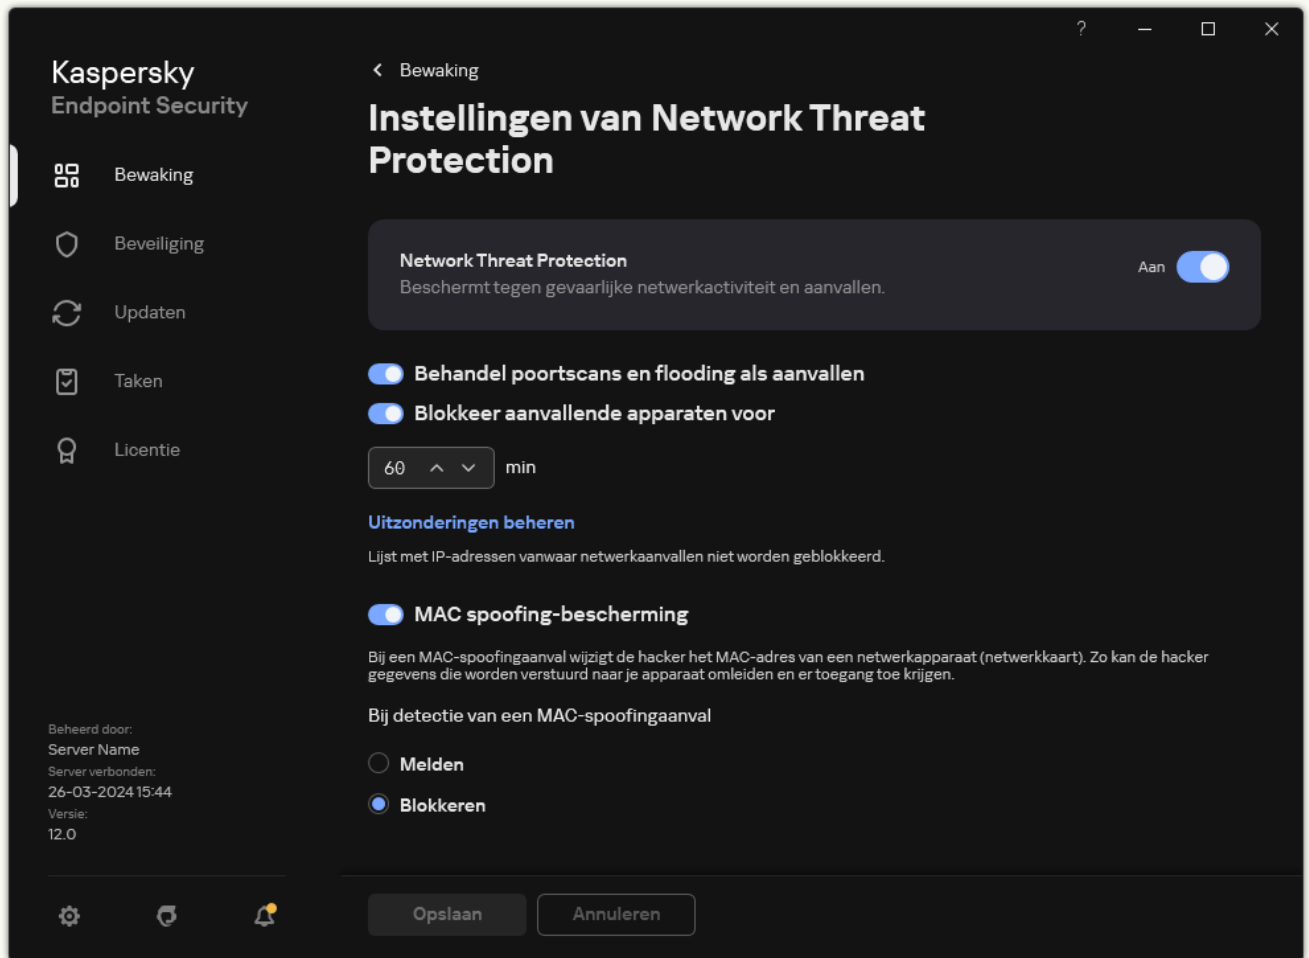 ?
Kaspersky
Endpoint Security
Bewaking
Beveiliging
Updaten
Taken
Licentie
Beheerd door:
Server Name
Server verbonden:
26-03-2024 15:44
Versie:
12.0
Bewaking
Instellingen van Network Threat
Protection
Network Threat Protection
Beschermt tegen gevaarlijke netwerkactiviteit en aanvallen.
Aan
Behandel poortscans en flooding als aanvallen
Blokkeer aanvallende apparaten voor
60 min
Uitzonderingen beheren
Lijst met IP-adressen vanwaar netwerkaanvallen niet worden geblokkeerd.
MAC spoofing-bescherming
Bij een MAC-spoofingaanval wijzigt de hacker het MAC-adres van een netwerkapparaat (netwerkkaart). Zo kan de hacker
gegevens die worden verstuurd naar je apparaat omleiden en er toegang toe krijgen.
Bij detectie van een MAC-spoofingaanval
Melden
Blokkeren
Opslaan
Annuleren